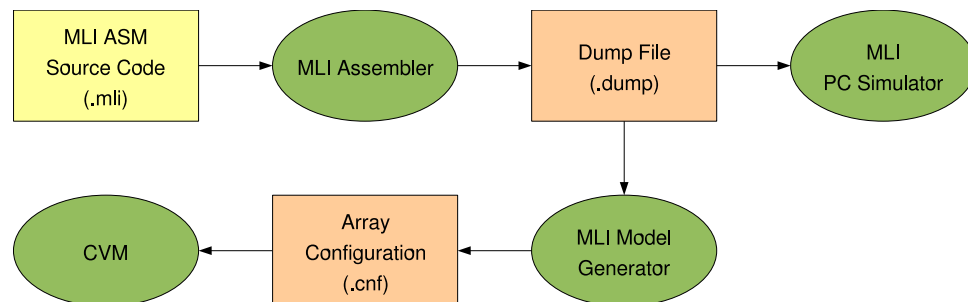 MLI ASM
Source Code
(.mli)
MLI Assembler
Dump File
(.dump)
MLI
PC Simulator
CVM
Array
Configuration
(.cnf)
MLI Model
Generator